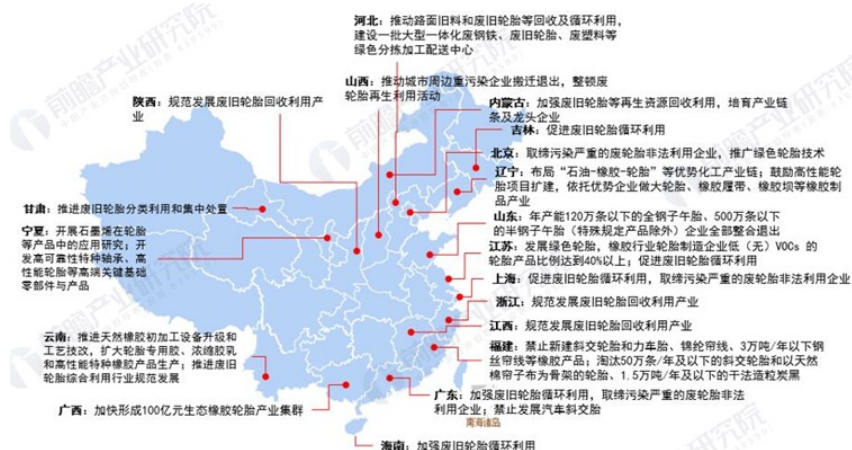 河北：推动路面旧料和废旧轮胎等回收及循环利用，
建设一批大型一体化废钢铁、废旧轮胎、废塑料等
绿色分拣加工配送中心
山西：推动城市周边重污染企业搬迁退出，整顿废
轮胎再生利用活动
陕西：规范发展废旧轮胎回收利用产
业
内蒙古：加强废旧轮胎等再生资源回收利用，培育产业链
条及龙头企业
吉林：促进废旧轮胎循环利用
北京：取缔污染严重的废轮胎非法利用企业，推广绿色轮胎技术
辽宁：布局“石油-橡胶-轮胎”等优势化工产业链；鼓励高性能轮
胎项目扩建，依托优势企业做大轮胎、橡胶履带、橡胶坝等橡胶制
品产业
甘肃：推进废旧轮胎分类利用和集中处置
宁夏：开展石墨烯在轮胎
等产品中的应用研究；开
发高可靠性特种轴承、高
性能轮胎等高端关键基础
零部件与产品
山东：年产能120万条以下的全钢子午胎、500万条以下
的半钢子午胎（特殊规定产品除外）企业全部整合退出
江苏：发展绿色轮胎，橡胶行业轮胎制造企业低（无）VOCs 的
轮胎产品比例达到40%以上；促进废旧轮胎循环利用
上海：促进废旧轮胎循环利用，取缔污染严重的废轮胎非法利用企业
浙江：规范发展废旧轮胎回收利用产业
江西：规范发展废旧轮胎回收利用产业
福建：禁止新建斜交轮胎和力车胎、锦纶帘线、3万吨/年以下钢
丝帘线等橡胶产品；淘汰50万条/年及以下的斜交轮胎和以天然
棉帘子布为骨架的轮胎、1.5万吨/年及以下的干法造粒炭黑
云南：推进天然橡胶初加工设备升级和
工艺技改，扩大轮胎专用胶、浓缩胶乳
和高性能特种橡胶产品生产；推进废旧
轮胎综合利用行业规范发展
广西：加快形成100亿元生态橡胶轮胎产业集群
广东：加强废旧轮胎循环利用，取缔污染严重的废轮胎非法
利用企业；禁止发展汽车斜交胎
南海诸岛
海南：加强废旧轮胎循环利用
前瞻产业研究院